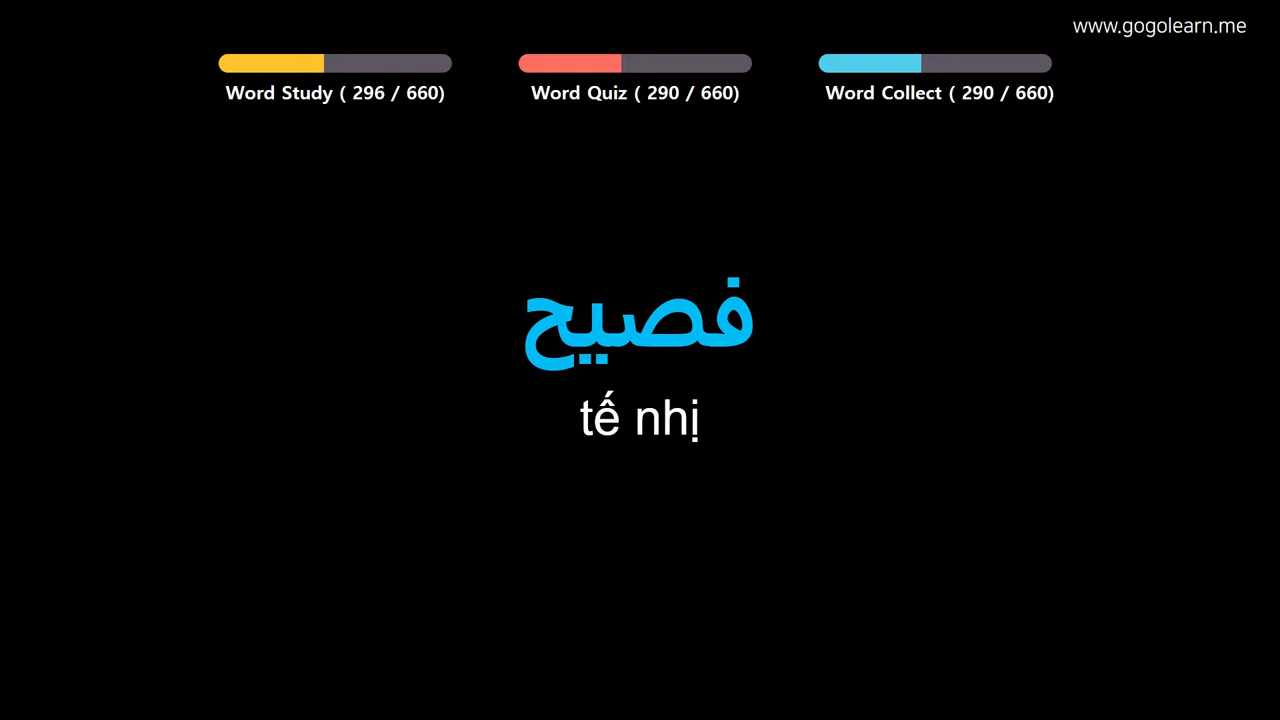 www.gogolearn.me
Word Study ( 296 / 660)
Word Quiz ( 290 / 660)
Word Collect ( 290 / 660)
فصيح
tế nhị